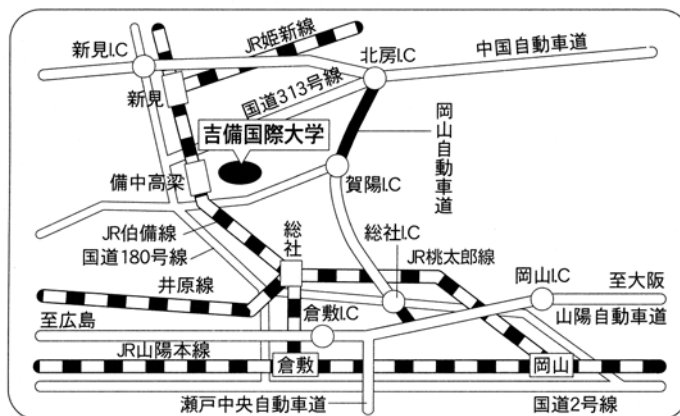 新見I.C
JR姫新線
北房I.C
中国自動車道
新見
国道313号線
吉備国際大学
岡山自動車道
備中高梁
賀陽I.C
JR伯備線
国道180号線
総社
総社I.C
JR桃太郎線
井原線
岡山I.C
至大阪
至広島
倉敷I.C
山陽自動車道
JR山陽本線
倉敷
岡山
瀬戸中央自動車道
国道2号線